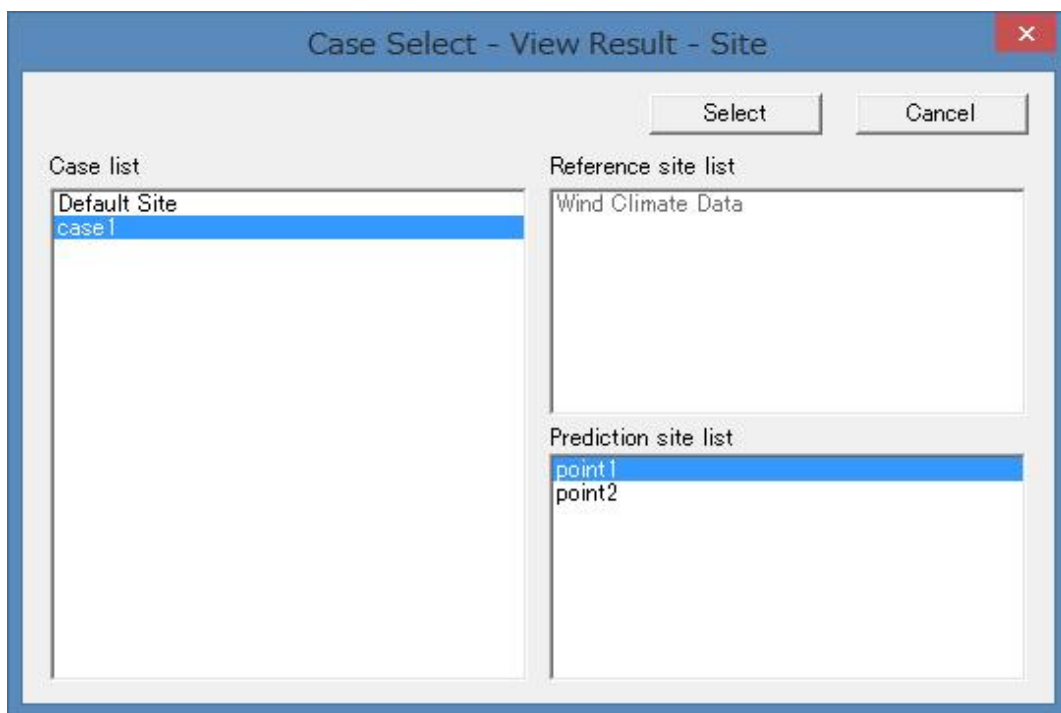 Case Select - View Result - Site
Select
Cancel
Case list
Default Site
case1
Reference site list
Wind Climate Data
Prediction site list
point1
point2